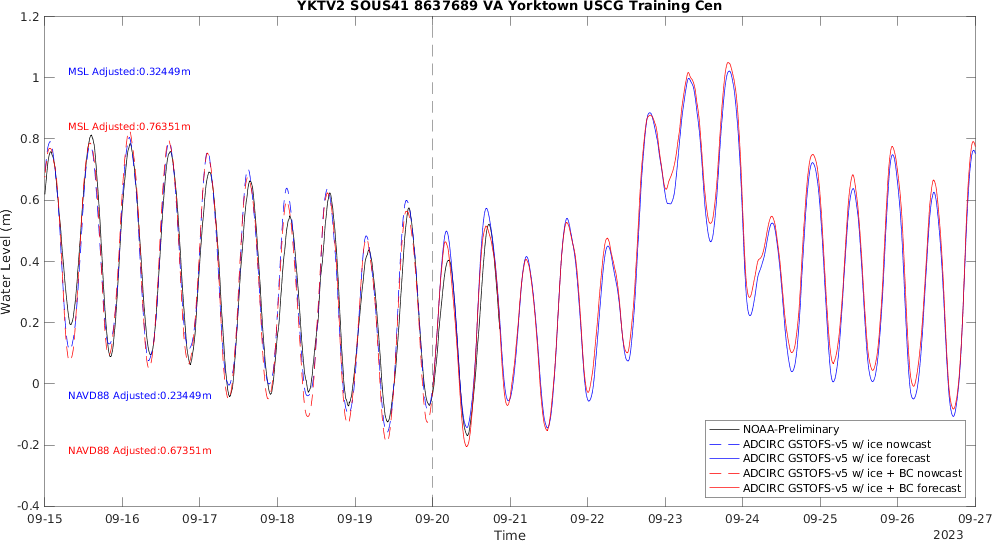 YKTV2 SOUS41 8637689 VA Yorktown USCG Training Cen
1.2
1
0.8
0.6
0.4
0.2
0
-0.2
-0.4
Water Level (m)
MSL Adjusted:0.32449m
MSL Adjusted:0.76351m
NAVD88 Adjusted:0.23449m
NAVD88 Adjusted:0.67351m
NOAA-Preliminary
ADCIRC GSTOFS-v5 w/ ice nowcast
ADCIRC GSTOFS-v5 w/ ice forecast
ADCIRC GSTOFS-v5 w/ ice + BC nowcast
ADCIRC GSTOFS-v5 w/ ice + BC forecast
09-15 09-16 09-17 09-18 09-19 09-20 09-21 09-22 09-23 09-24 09-25 09-26 09-27
Time
2023